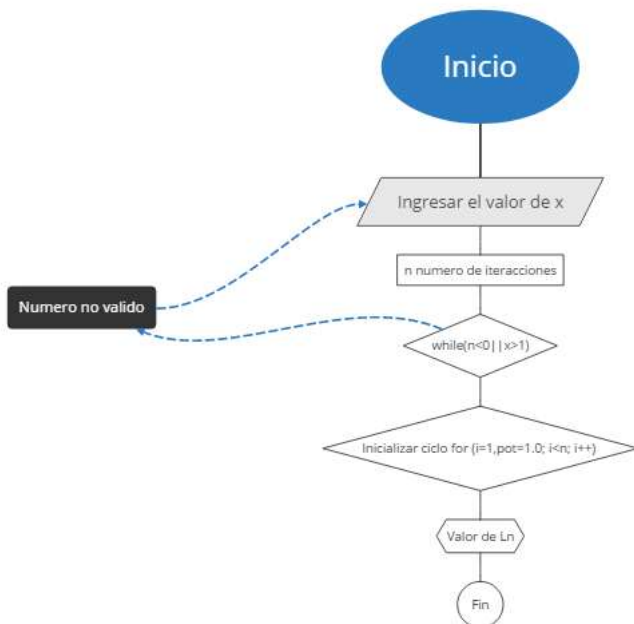 Inicio
Ingresar el valor de x
n numero de iteracciones
Numero no valido
while(n<0||x>1)
Inicializar ciclo for (i=1,pot=1.0; i<n; i++)
Valor de Ln
Fin